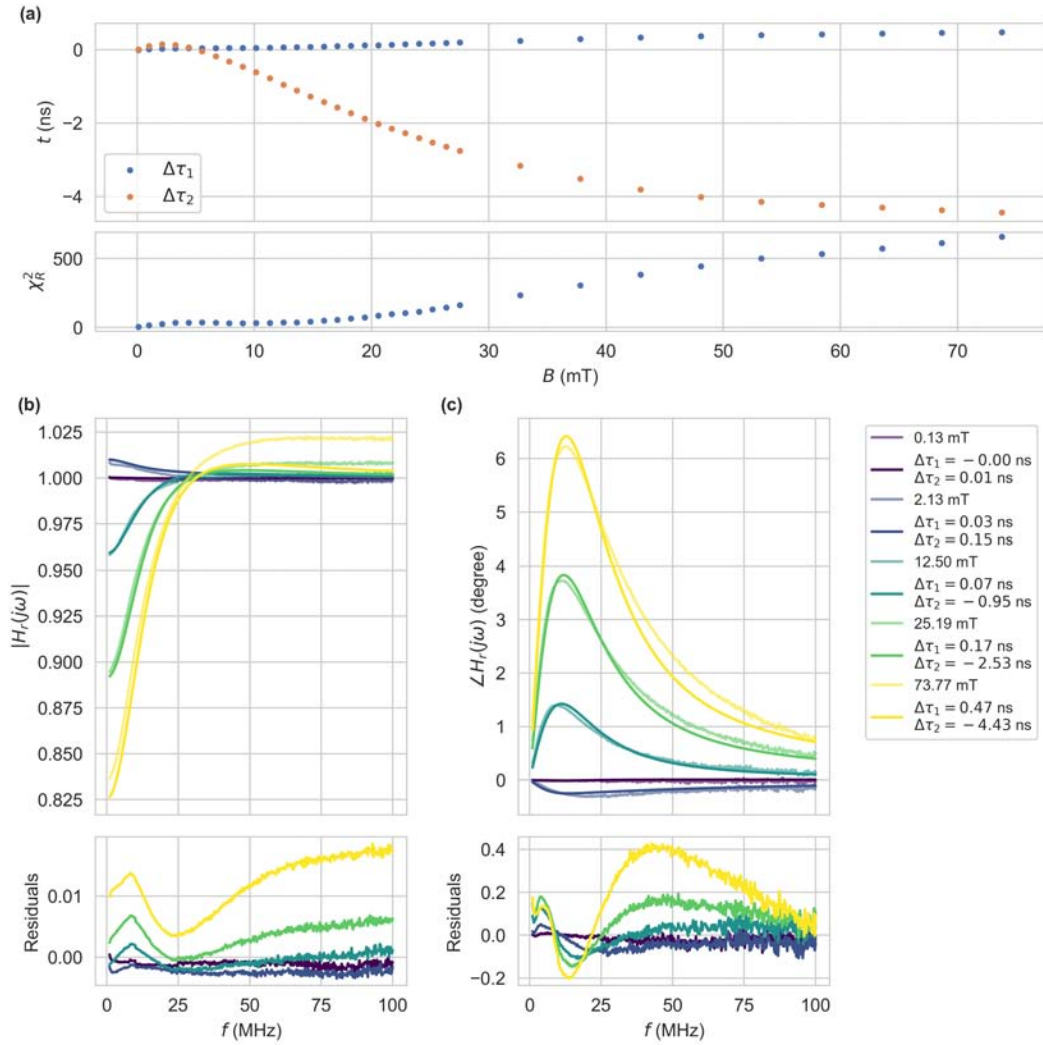 (a)
0
−2
−4
t (ns)
Δτ₁
Δτ₂
500
0
χ²_R
0
10
20
30
40
50
60
70
B (mT)
(b)
(c)
1.025
1.000
0.975
0.950
0.925
0.900
0.875
0.850
0.825
|H_r(jω)|
6
5
4
3
2
1
0
∠H_r(jω) (degree)
0.13 mT
Δτ₁ = −0.00 ns
Δτ₂ = 0.01 ns
2.13 mT
Δτ₁ = 0.03 ns
Δτ₂ = 0.15 ns
12.50 mT
Δτ₁ = 0.07 ns
Δτ₂ = −0.95 ns
25.19 mT
Δτ₁ = 0.17 ns
Δτ₂ = −2.53 ns
73.77 mT
Δτ₁ = 0.47 ns
Δτ₂ = −4.43 ns
0.01
0.00
Residuals
0
25
50
75
100
f (MHz)
0.4
0.2
0.0
−0.2
Residuals
0
25
50
75
100
f (MHz)